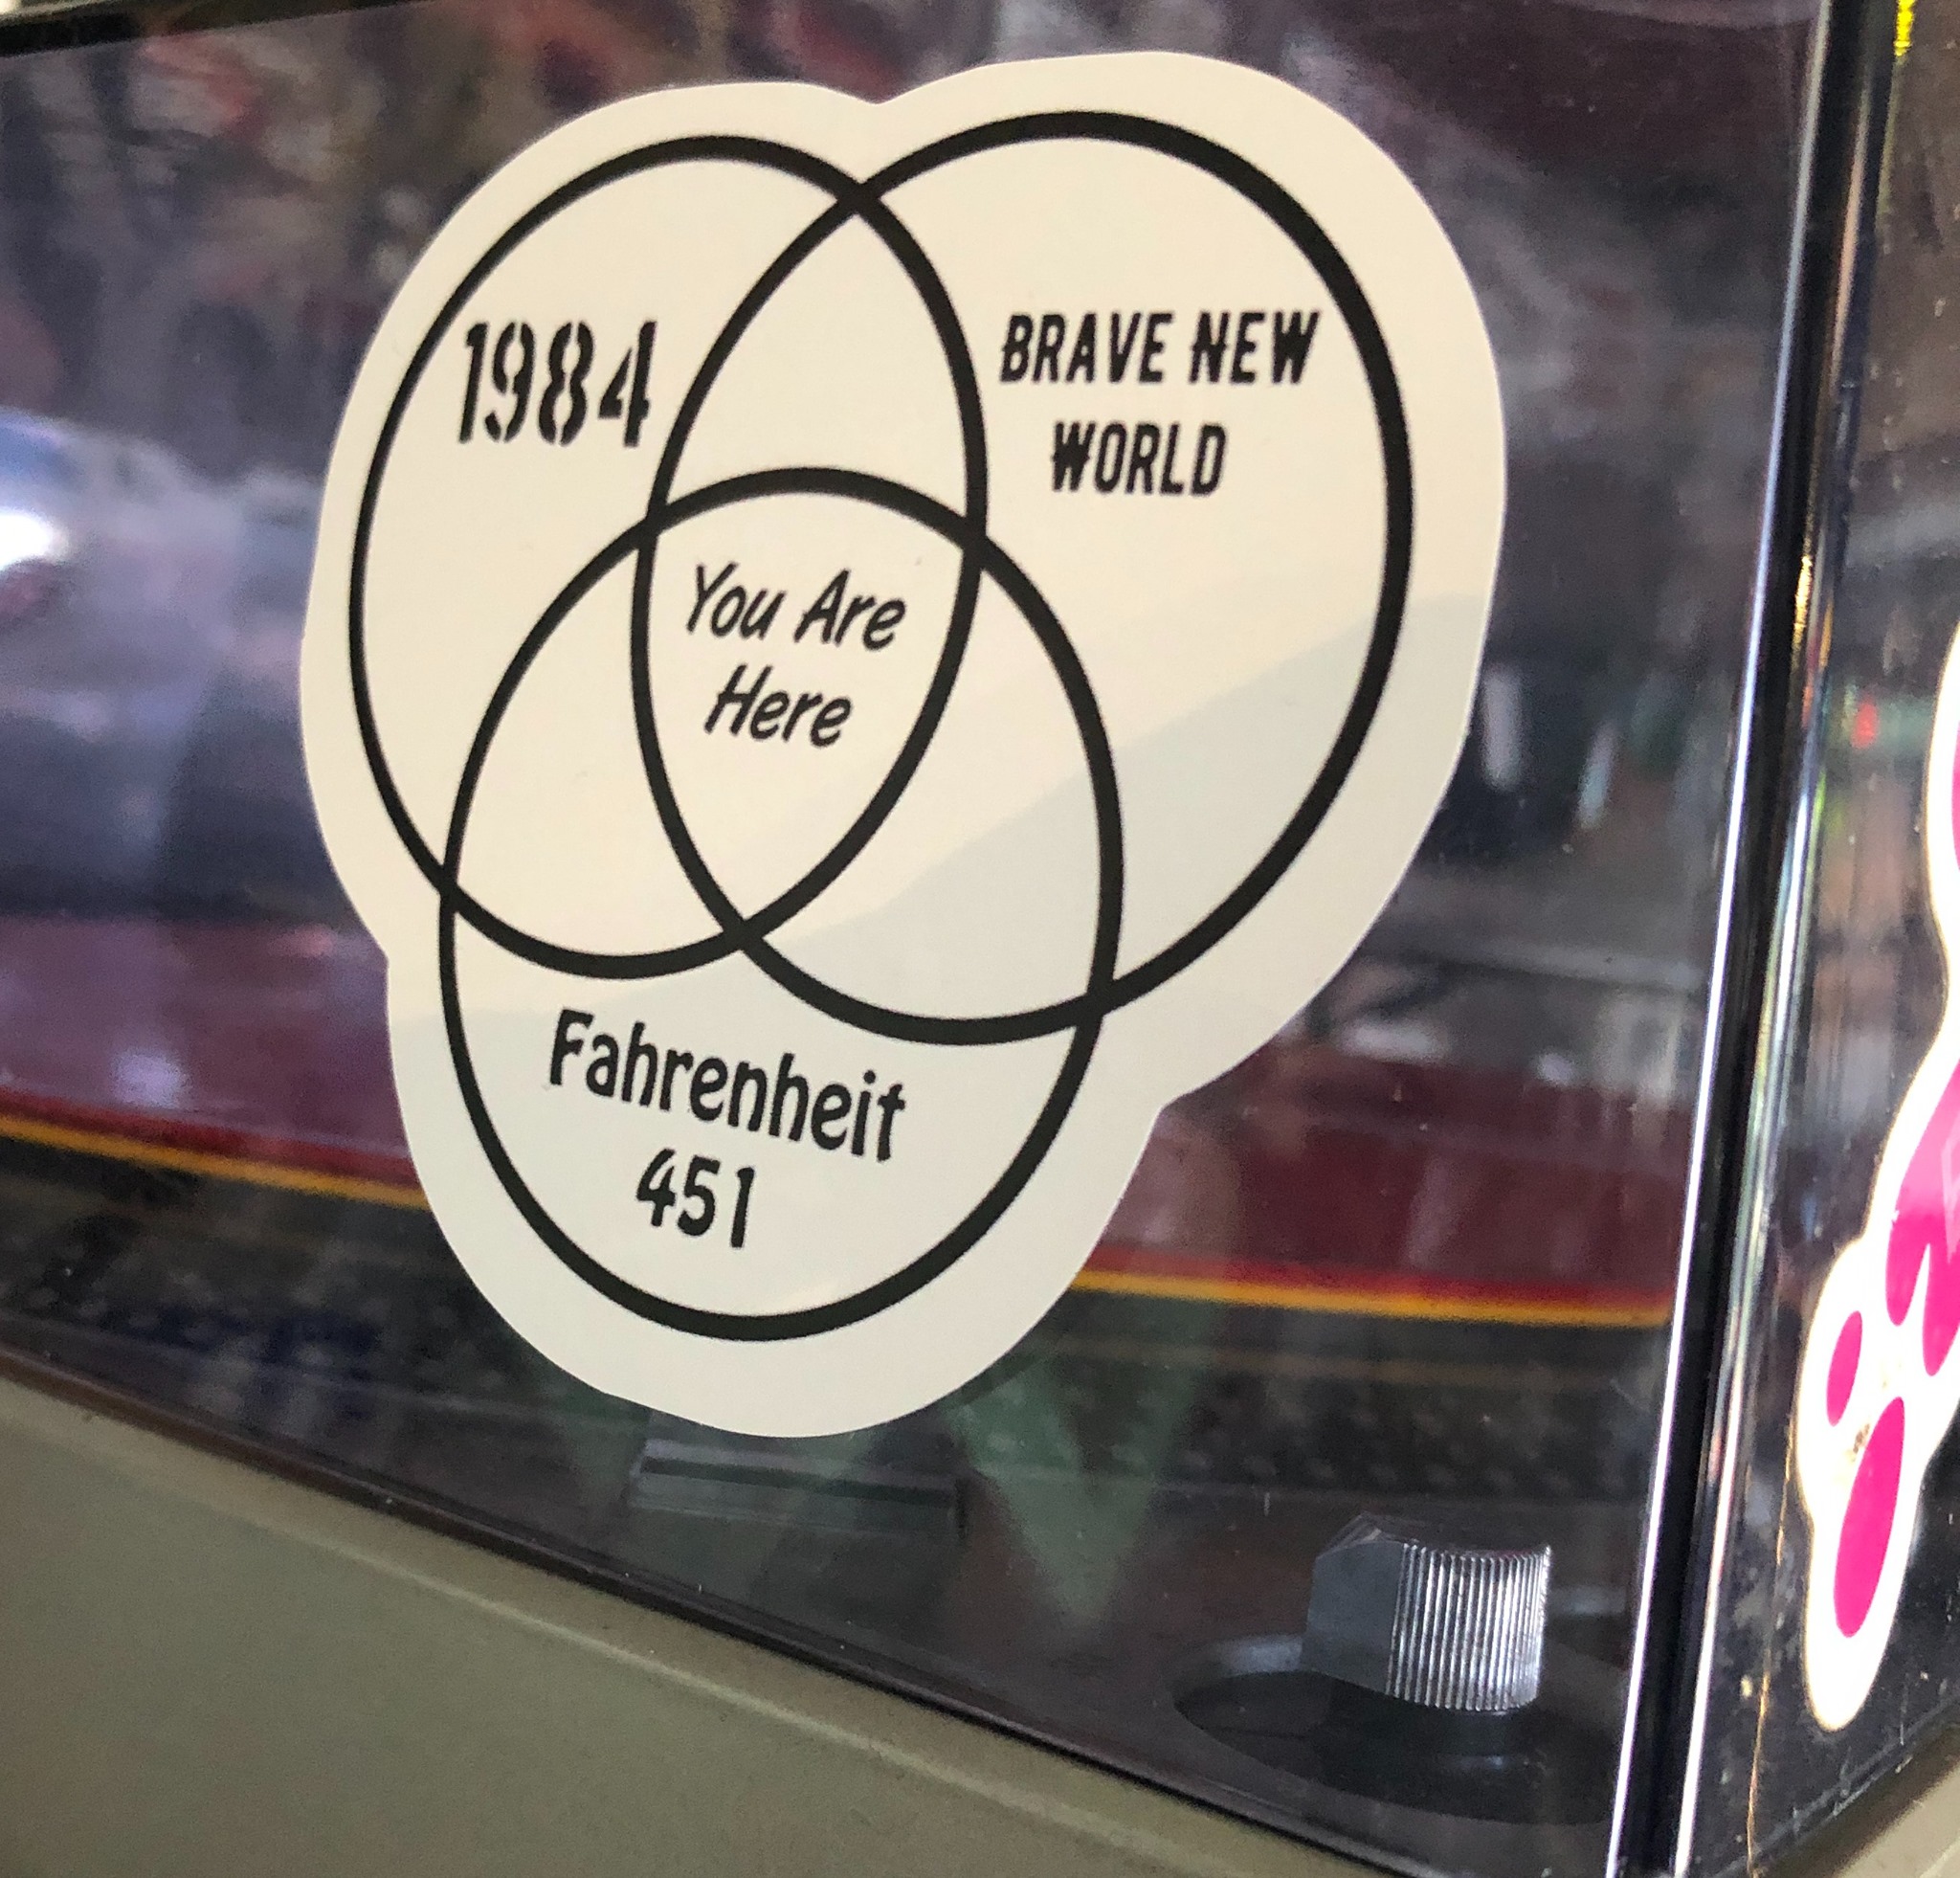 1984
BRAVE NEW
WORLD
You Are
Here
Fahrenheit
451